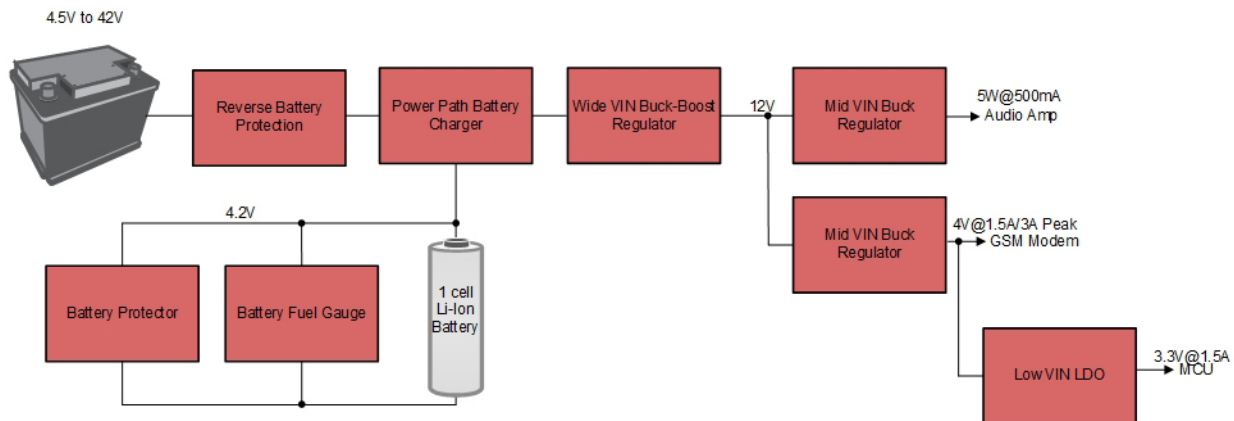 4.5V to 42V
Reverse Battery
Protection
Power Path Battery
Charger
Wide VIN Buck-Boost
Regulator
12V
Mid VIN Buck
Regulator
5W@500mA
Audio Amp
4.2V
Mid VIN Buck
Regulator
4V@1.5A/3A Peak
GSM Modem
Battery Protector
Battery Fuel Gauge
1 cell
Li-Ion
Battery
Low VIN LDO
3.3V@1.5A
MCU